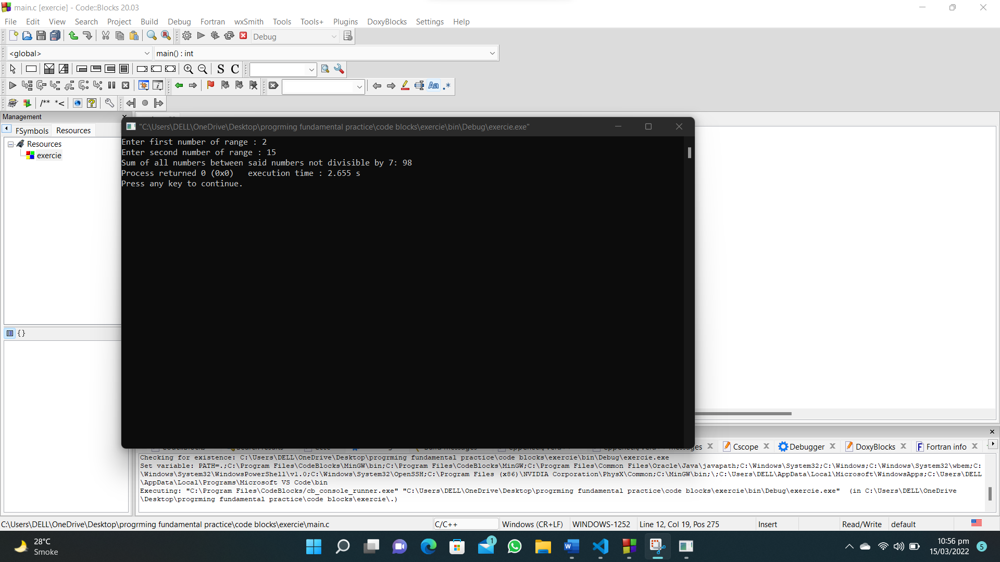 main.c [exercie] - Code::Blocks 20.03
File Edit View Search Project Build Debug Fortran wxSmith Tools Tools+ Plugins DoxyBlocks Settings Help
Debug
<global> main() : int
S C
Aa .*
/** *<
Management
FSymbols Resources
Resources
exercie
{}
"C:\Users\DELL\OneDrive\Desktop\progrming fundamental practice\code blocks\exercie\bin\Debug\exercie.exe"
Enter first number of range : 2
Enter second number of range : 15
Sum of all numbers between said numbers not divisible by 7: 98
Process returned 0 (0x0)   execution time : 2.655 s
Press any key to continue.
Cscope Debugger DoxyBlocks Fortran info
Checking for existence: C:\Users\DELL\OneDrive\Desktop\progrming fundamental practice\code blocks\exercie\bin\Debug\exercie.exe
Set variable: PATH=.;C:\Program Files\CodeBlocks\MinGW\bin;C:\Program Files\CodeBlocks\MinGW;C:\Program Files\Common Files\Oracle\Java\javapath;C:\Windows\System32;C:\Windows;C:\Windows\System32\wbem;C:
\Windows\System32\WindowsPowerShell\v1.0;C:\Windows\System32\OpenSSH;C:\Program Files (x86)\NVIDIA Corporation\PhysX\Common;C:\MinGW\bin;\;C:\Users\DELL\AppData\Local\Microsoft\WindowsApps;C:\Users\DELL
\AppData\Local\Programs\Microsoft VS Code\bin
Executing: "C:\Program Files\CodeBlocks/cb_console_runner.exe" "C:\Users\DELL\OneDrive\Desktop\progrming fundamental practice\code blocks\exercie\bin\Debug\exercie.exe"  (in C:\Users\DELL\OneDrive
\Desktop\progrming fundamental practice\code blocks\exercie\.)
C:\Users\DELL\OneDrive\Desktop\progrming fundamental practice\code blocks\exercie\main.c C/C++ Windows (CR+LF) WINDOWS-1252 Line 12, Col 19, Pos 275 Insert Read/Write default
28°C
Smoke
1
10:56 pm
15/03/2022
5